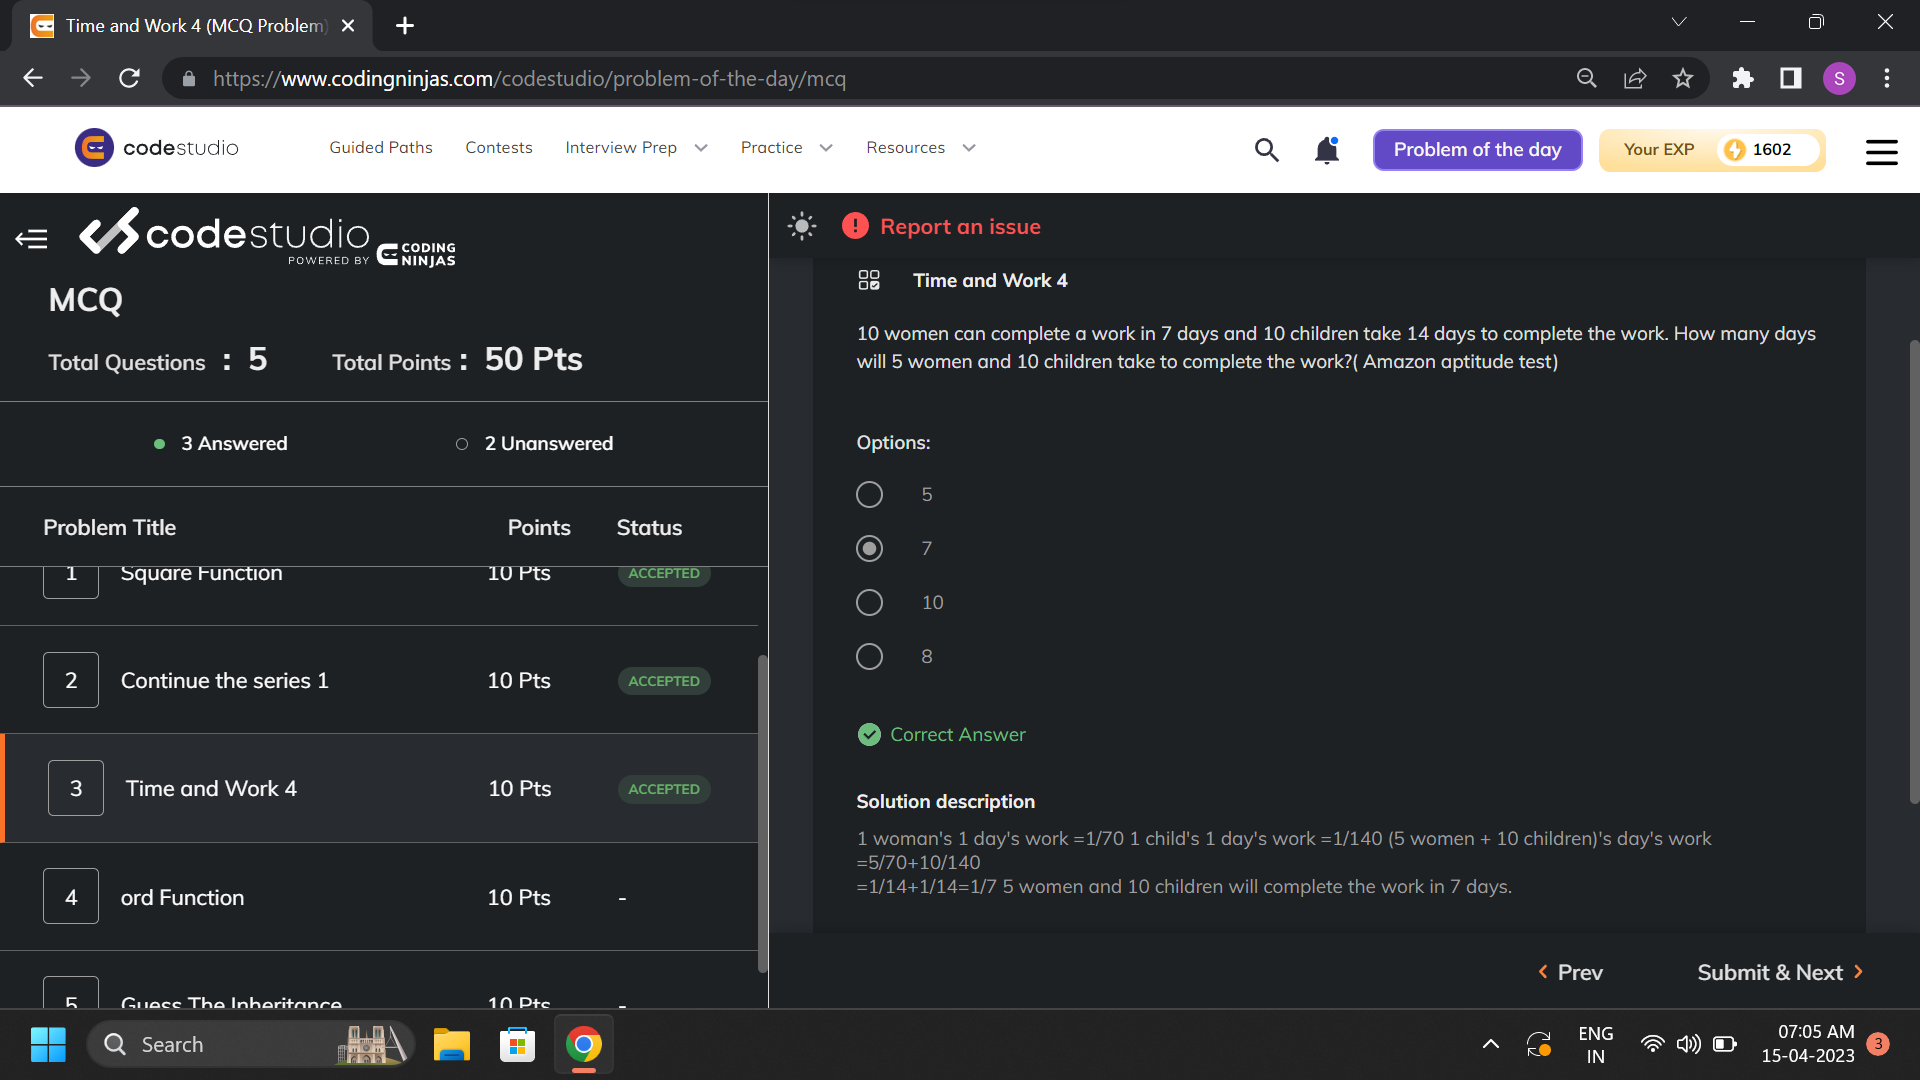 Time and Work 4 (MCQ Problem)
https://www.codingninjas.com/codestudio/problem-of-the-day/mcq
S
codestudio
Guided Paths
Contests
Interview Prep
Practice
Resources
Problem of the day
Your EXP
1602
codestudio
POWERED BY CODING NINJAS
MCQ
Total Questions : 5
Total Points : 50 Pts
3 Answered
2 Unanswered
Problem Title
Points
Status
1
Square Function
10 Pts
ACCEPTED
2
Continue the series 1
10 Pts
ACCEPTED
3
Time and Work 4
10 Pts
ACCEPTED
4
ord Function
10 Pts
-
5
Guess The Inheritance
10 Pts
-
Report an issue
Time and Work 4
10 women can complete a work in 7 days and 10 children take 14 days to complete the work. How many days
will 5 women and 10 children take to complete the work?( Amazon aptitude test)
Options:
5
7
10
8
Correct Answer
Solution description
1 woman's 1 day's work =1/70 1 child's 1 day's work =1/140 (5 women + 10 children)'s day's work
=5/70+10/140
=1/14+1/14=1/7 5 women and 10 children will complete the work in 7 days.
Prev
Submit & Next
Search
ENG
IN
07:05 AM
15-04-2023
3